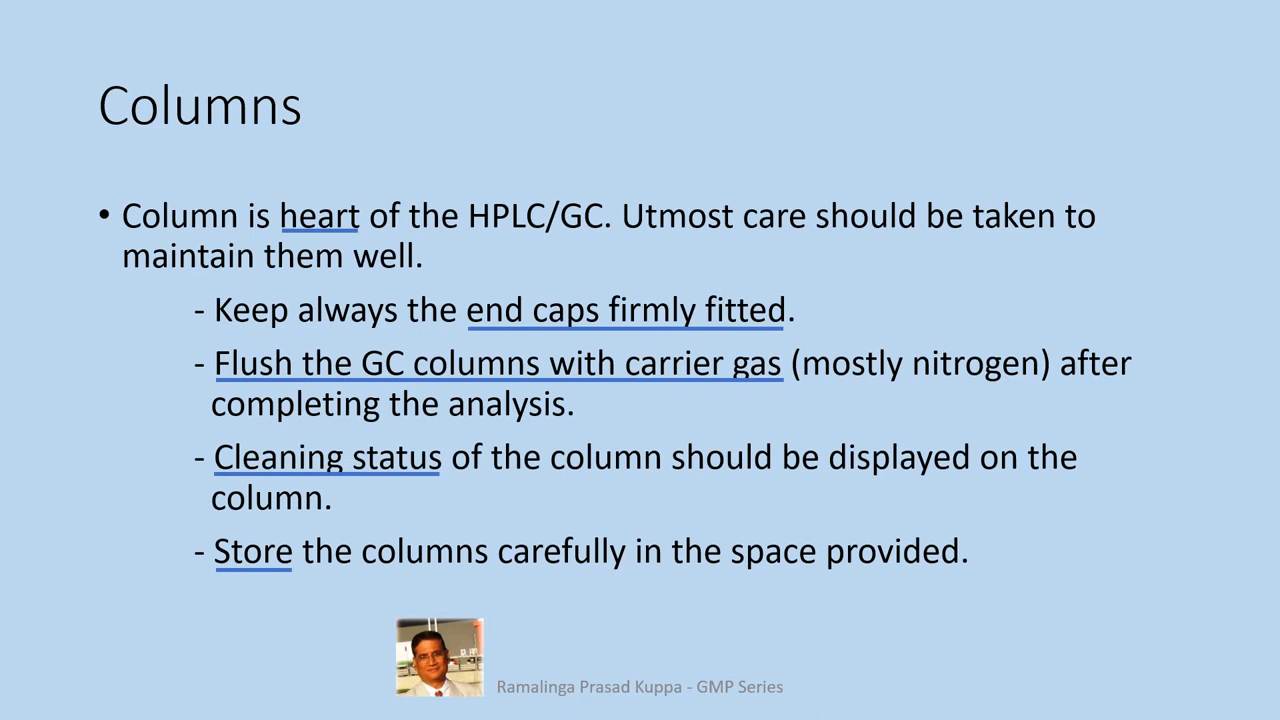 Columns
• Column is heart of the HPLC/GC. Utmost care should be taken to
maintain them well.
- Keep always the end caps firmly fitted.
- Flush the GC columns with carrier gas (mostly nitrogen) after
completing the analysis.
- Cleaning status of the column should be displayed on the
column.
- Store the columns carefully in the space provided.
Ramalinga Prasad Kuppa - GMP Series